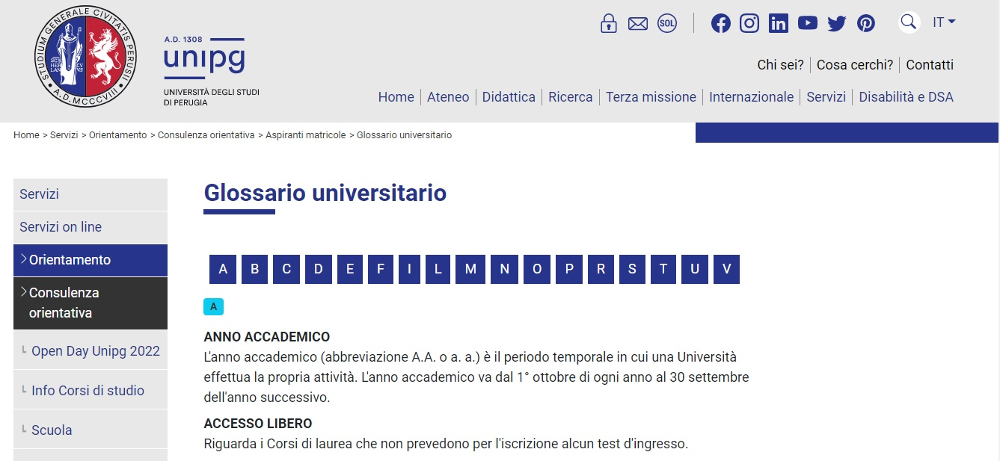 STUDIUM GENERALE CIVITATIS PERUSII
A.D. MCCCVIII
A.D. 1308
unipg
UNIVERSITÀ DEGLI STUDI
DI PERUGIA
SOL
IT
Chi sei? Cosa cerchi? Contatti
Home Ateneo Didattica Ricerca Terza missione Internazionale Servizi Disabilità e DSA
Home > Servizi > Orientamento > Consulenza orientativa > Aspiranti matricole > Glossario universitario
Servizi
Servizi on line
Orientamento
Consulenza
orientativa
Open Day Unipg 2022
Info Corsi di studio
Scuola
Glossario universitario
A B C D E F I L M N O P R S T U V
A
ANNO ACCADEMICO
L'anno accademico (abbreviazione A.A. o a. a.) è il periodo temporale in cui una Università
effettua la propria attività. L'anno accademico va dal 1° ottobre di ogni anno al 30 settembre
dell'anno successivo.
ACCESSO LIBERO
Riguarda i Corsi di laurea che non prevedono per l'iscrizione alcun test d'ingresso.